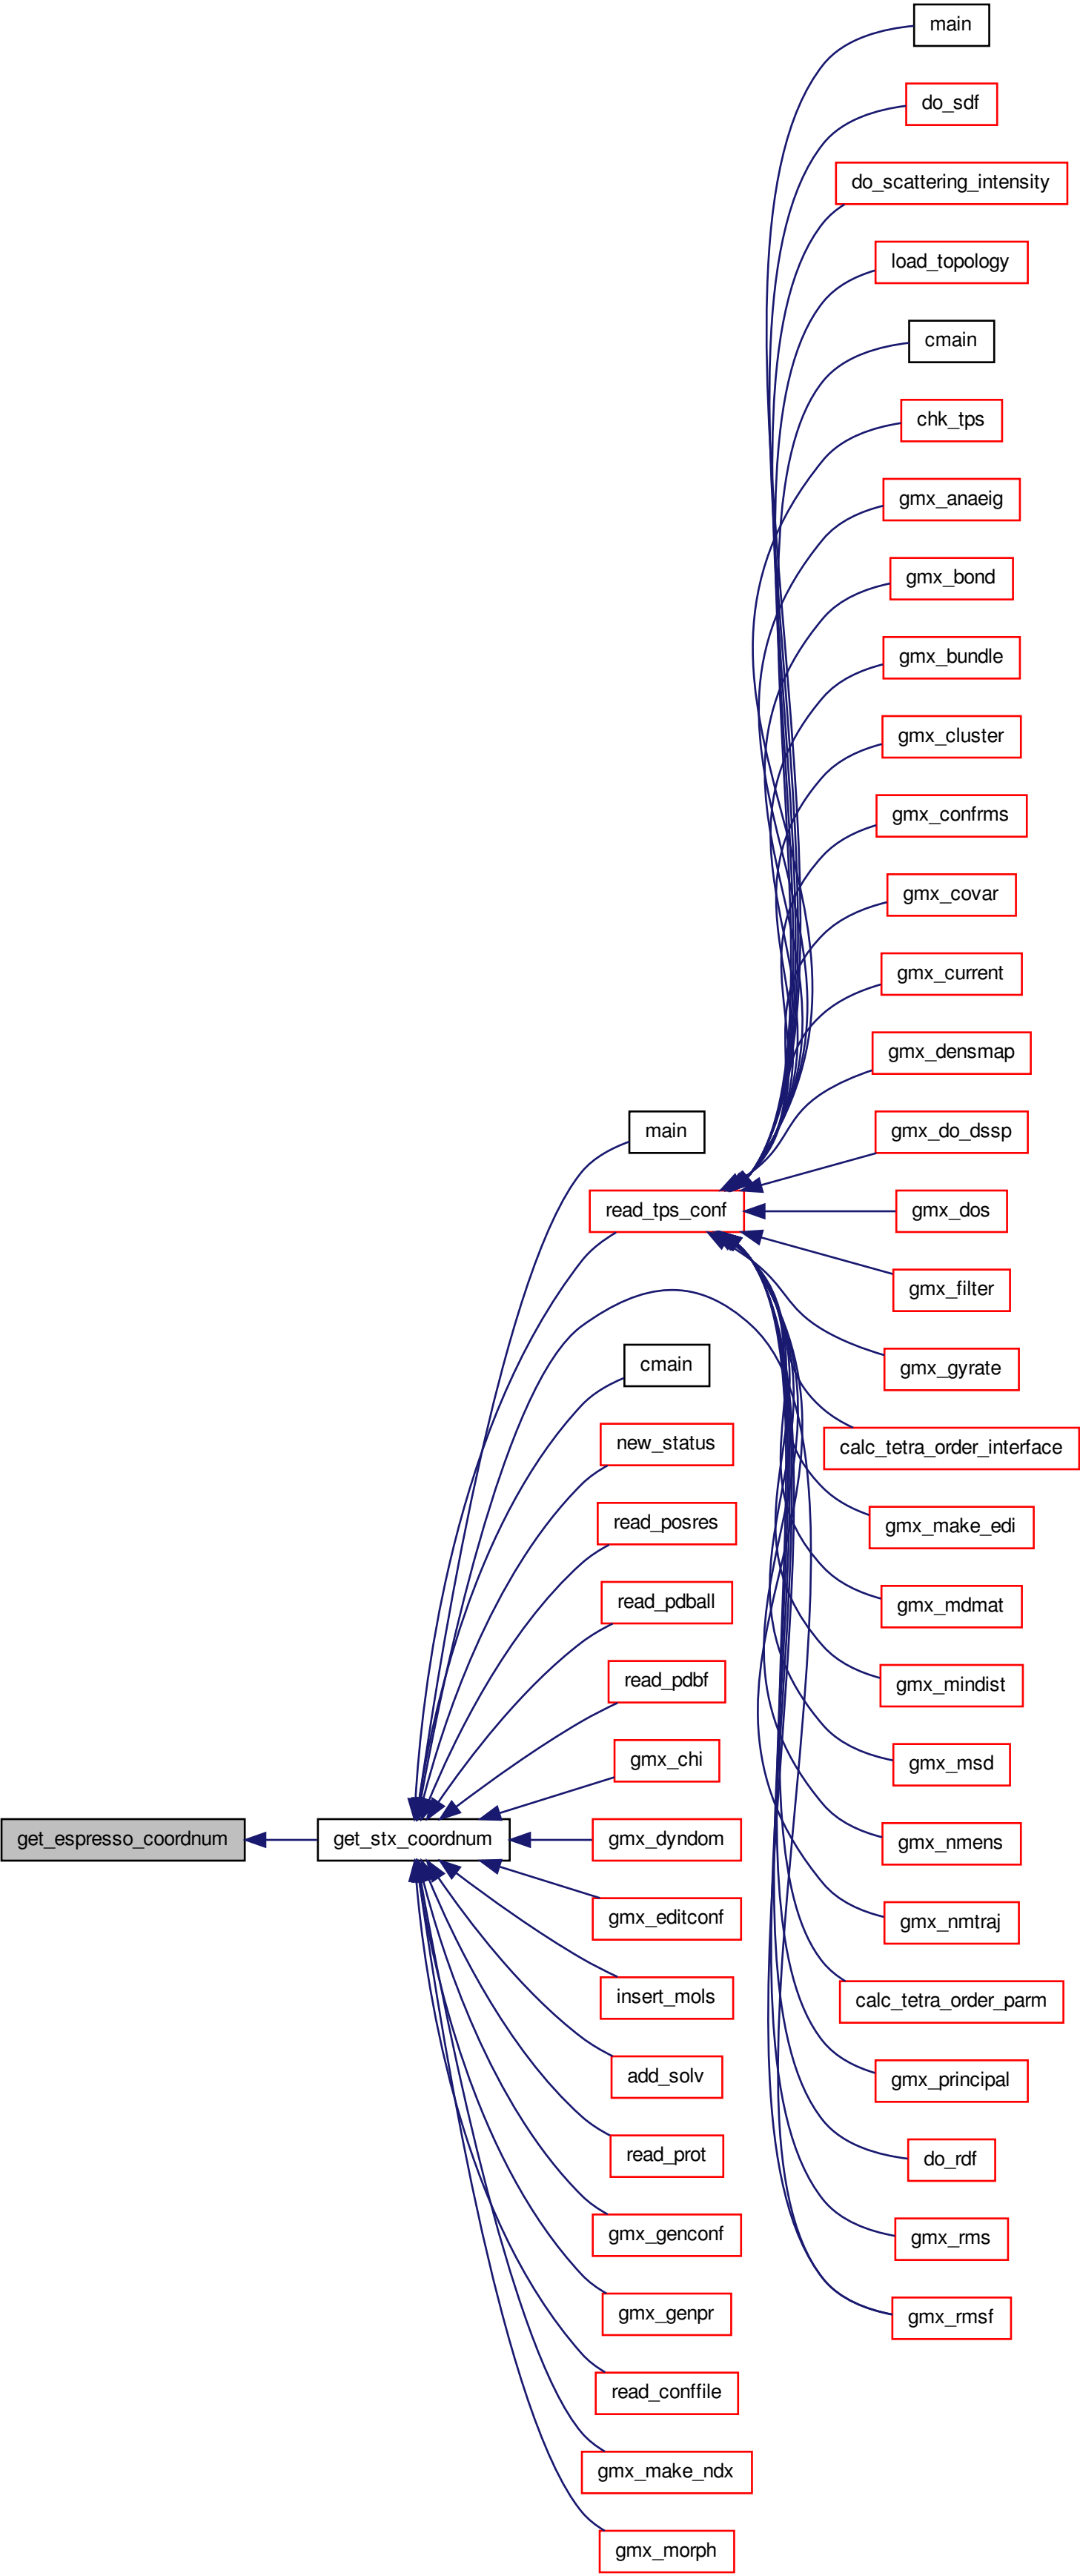 main
do_sdf
do_scattering_intensity
load_topology
cmain
chk_tps
gmx_anaeig
gmx_bond
gmx_bundle
gmx_cluster
gmx_confrms
gmx_covar
gmx_current
gmx_densmap
main
gmx_do_dssp
read_tps_conf
gmx_dos
gmx_filter
cmain
gmx_gyrate
new_status
calc_tetra_order_interface
read_posres
gmx_make_edi
read_pdball
gmx_mdmat
read_pdbf
gmx_mindist
gmx_chi
gmx_msd
get_espresso_coordnum
get_stx_coordnum
gmx_dyndom
gmx_nmens
gmx_editconf
gmx_nmtraj
insert_mols
calc_tetra_order_parm
add_solv
gmx_principal
read_prot
do_rdf
gmx_genconf
gmx_rms
gmx_genpr
gmx_rmsf
read_conffile
gmx_make_ndx
gmx_morph